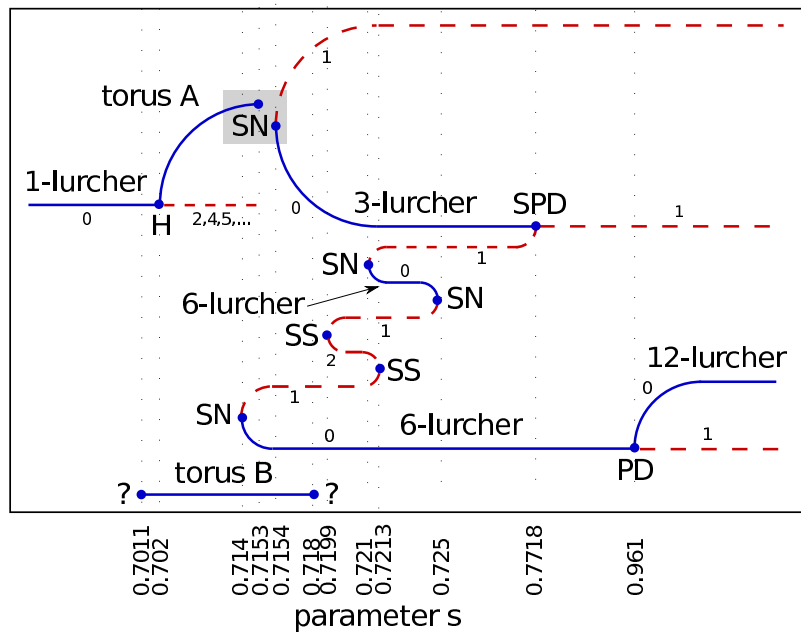 1
torus A
SN
1-lurcher
0
H
2,4,5,...
0
3-lurcher
SPD
1
SN
0
1
6-lurcher
SN
SS
1
2
SS
12-lurcher
0
SN
1
0
6-lurcher
1
PD
torus B
?
?
0.7011
0.702
0.714
0.7153
0.7154
0.718
0.7199
0.721
0.7213
0.725
0.7718
0.961
parameter s